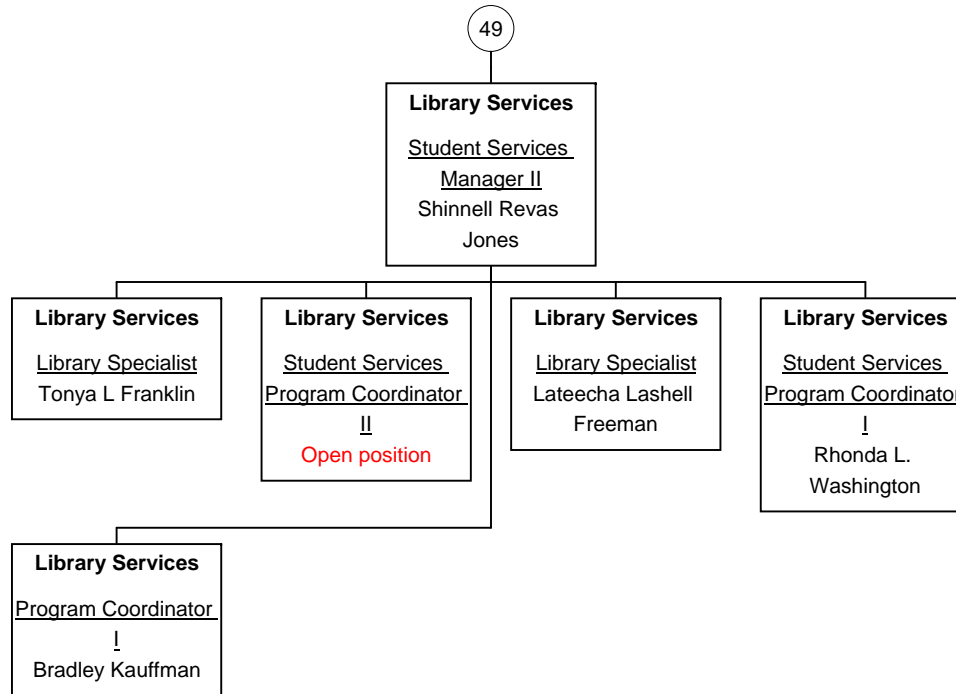 49
Library Services
Student Services
Manager II
Shinnell Revas
Jones
Library Services
Library Specialist
Tonya L Franklin
Library Services
Student Services
Program Coordinator
II
Open position
Library Services
Library Specialist
Lateecha Lashell
Freeman
Library Services
Student Services
Program Coordinator
I
Rhonda L.
Washington
Library Services
Program Coordinator
I
Bradley Kauffman